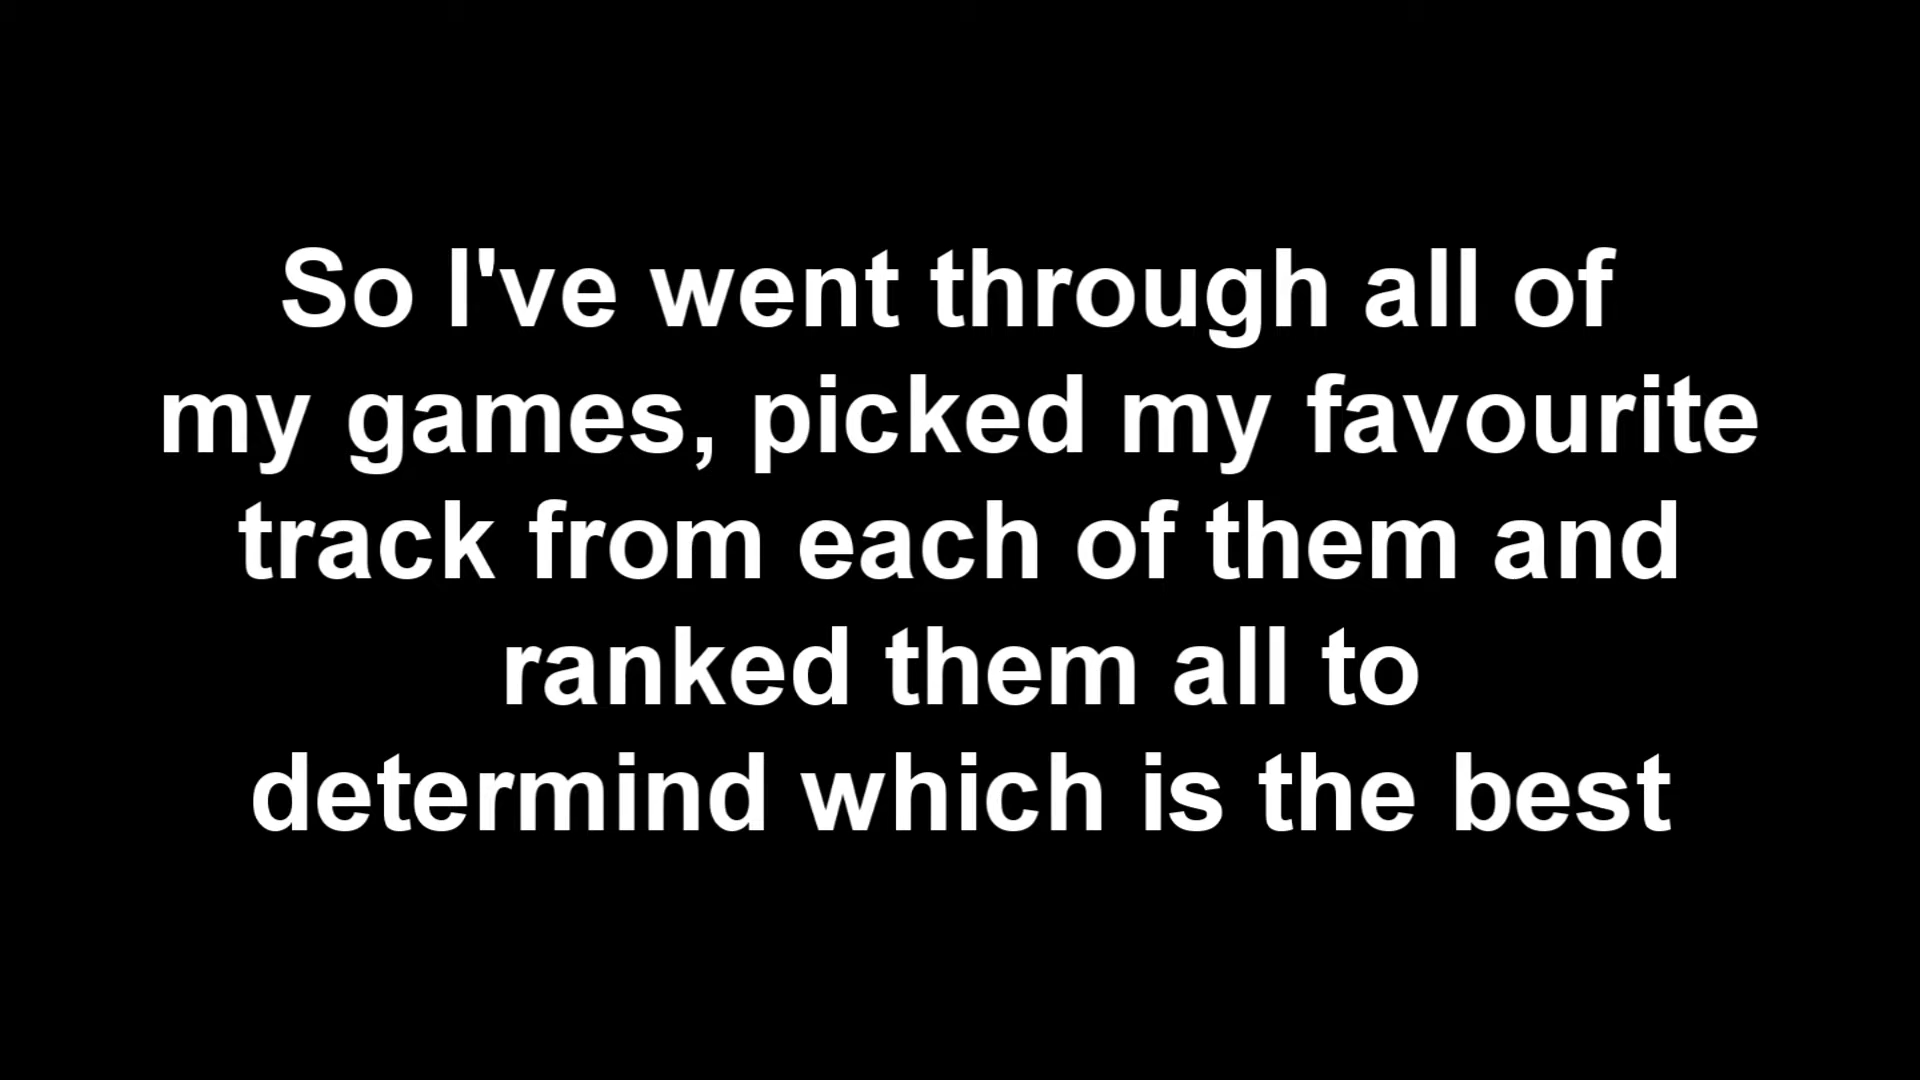 So I've went through all of
my games, picked my favourite
track from each of them and
ranked them all to
determind which is the best